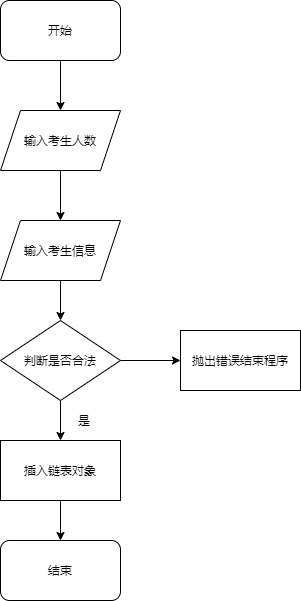 开始
输入考生人数
输入考生信息
判断是否合法
抛出错误结束程序
是
插入链表对象
结束